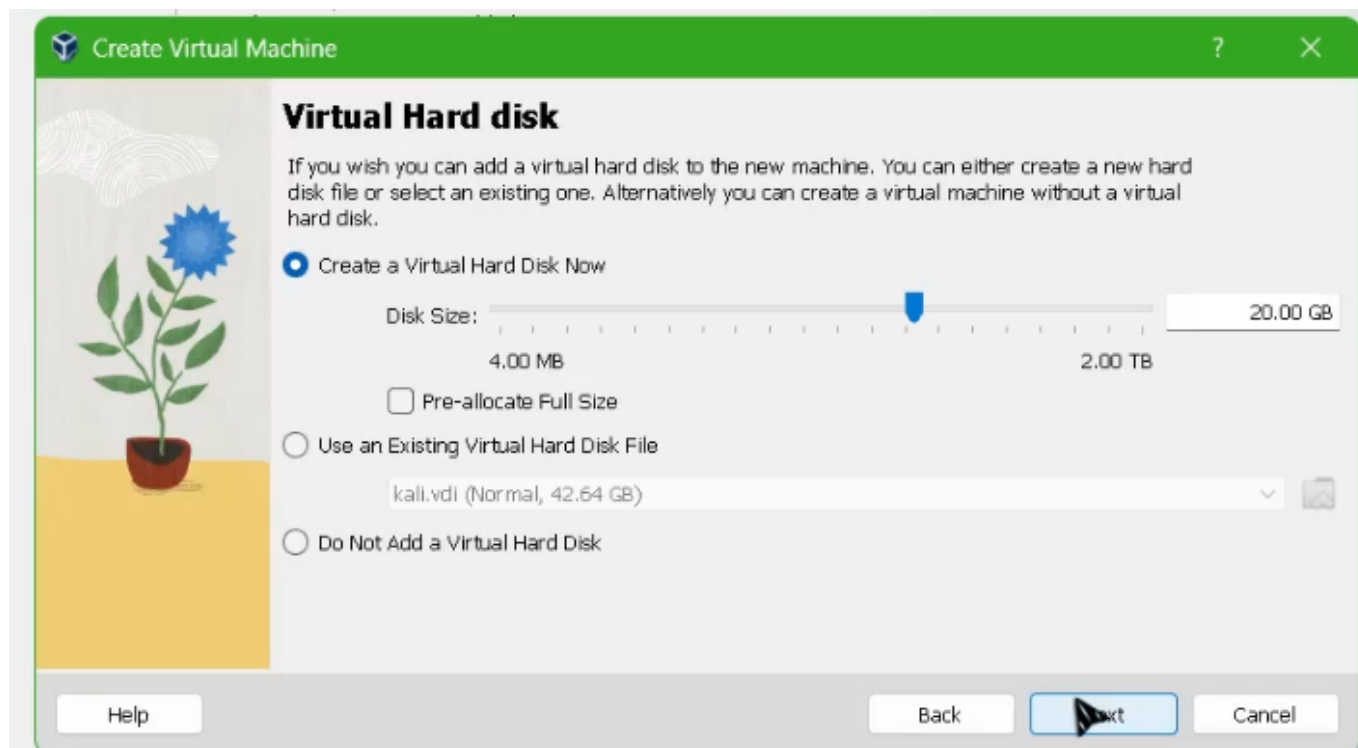 Create Virtual Machine
?
Virtual Hard disk
If you wish you can add a virtual hard disk to the new machine. You can either create a new hard
disk file or select an existing one. Alternatively you can create a virtual machine without a virtual
hard disk.
Create a Virtual Hard Disk Now
Disk Size:
20.00 GB
4.00 MB
2.00 TB
Pre-allocate Full Size
Use an Existing Virtual Hard Disk File
kali.vdi (Normal, 42.64 GB)
Do Not Add a Virtual Hard Disk
Help
Back
Cancel